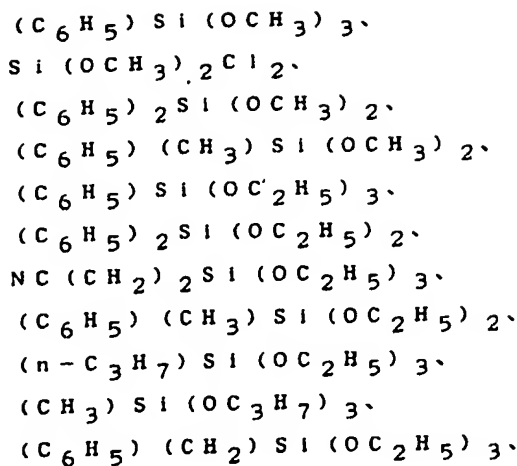 (C₆H₅)Si(OCH₃)₃、
Si(OCH₃)₂Cl₂、
(C₆H₅)₂Si(OCH₃)₂、
(C₆H₅)(CH₃)Si(OCH₃)₂、
(C₆H₅)Si(OC₂H₅)₃、
(C₆H₅)₂Si(OC₂H₅)₂、
NC(CH₂)₂Si(OC₂H₅)₃、
(C₆H₅)(CH₃)Si(OC₂H₅)₂、
(n-C₃H₇)Si(OC₂H₅)₃、
(CH₃)Si(OC₃H₇)₃、
(C₆H₅)(CH₂)Si(OC₂H₅)₃、